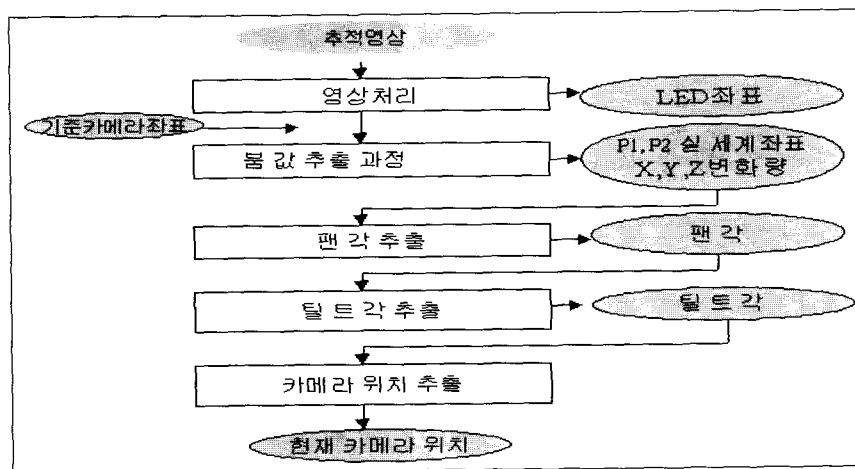 추적영상
영상처리
LED좌표
기준카메라좌표
붐 값 추출 과정
P1,P2 실 세계좌표
X,Y,Z변화량
팬 각 추출
팬 각
틸 트 각 추출
틸 트 각
카메라 위치 추출
현재 카메라 위치